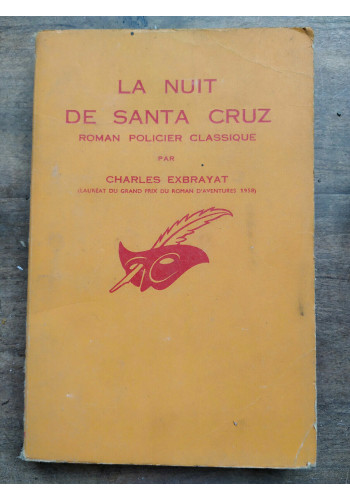 LA NUIT
DE SANTA CRUZ
ROMAN POLICIER CLASSIQUE
PAR
CHARLES EXBRAYAT
(LAURÉAT DU GRAND PRIX DU ROMAN D'AVENTURES 1958)